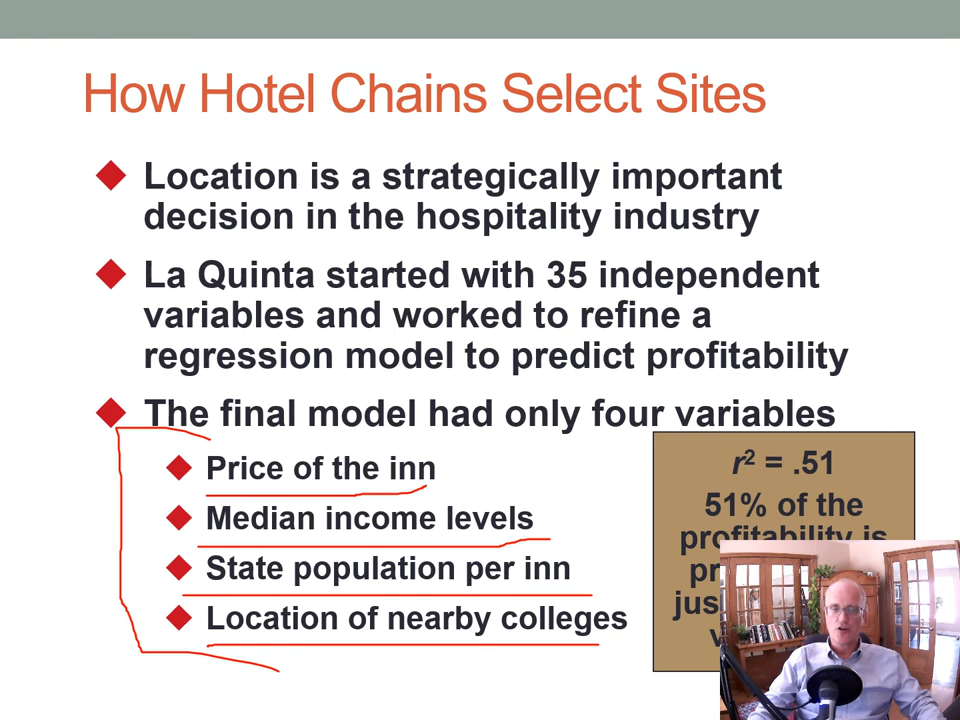 How Hotel Chains Select Sites
Location is a strategically important
decision in the hospitality industry
La Quinta started with 35 independent
variables and worked to refine a
regression model to predict profitability
The final model had only four variables
Price of the inn
Median income levels
State population per inn
Location of nearby colleges
r² = .51
51% of the
profitability is